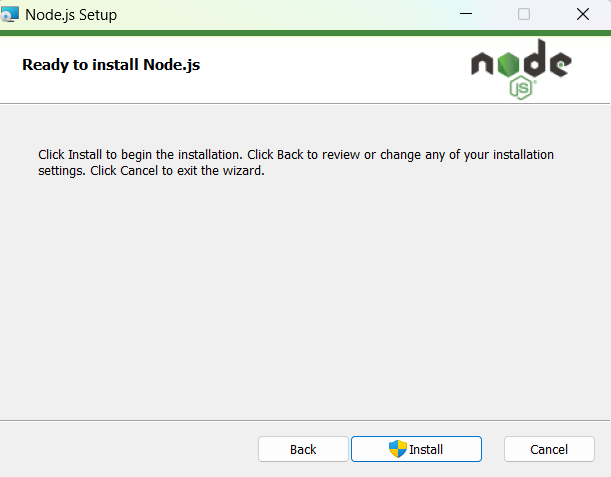 Node.js Setup
Ready to install Node.js
node
JS
Click Install to begin the installation. Click Back to review or change any of your installation
settings. Click Cancel to exit the wizard.
Back
Install
Cancel